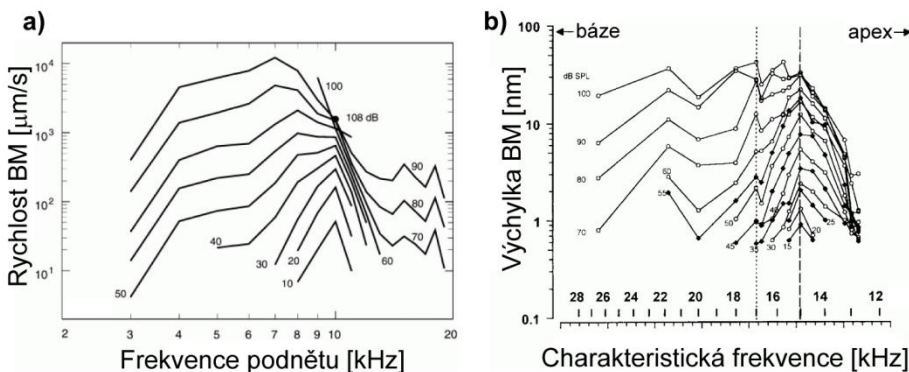 a)
Rychlost BM [µm/s]
10⁴
10³
10²
10¹
100
108 dB
90
80
70
60
50
40
30
20
10
2 3 4 5 6 7 8 9 10 20
Frekvence podnětu [kHz]
b)
Výchylka BM [nm]
100
10
1
0.1
báze
apex
dB SPL
100
90
80
70
60
55
50
45
40
35
30
25
20
15
28 26 24 22 20 18 16 14 12
Charakteristická frekvence [kHz]